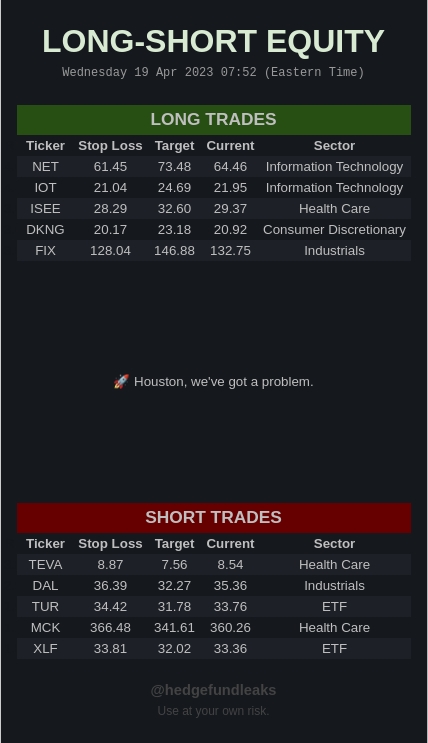 LONG-SHORT EQUITY
Wednesday 19 Apr 2023 07:52 (Eastern Time)
LONG TRADES
Ticker Stop Loss Target Current Sector
NET 61.45 73.48 64.46 Information Technology
IOT 21.04 24.69 21.95 Information Technology
ISEE 28.29 32.60 29.37 Health Care
DKNG 20.17 23.18 20.92 Consumer Discretionary
FIX 128.04 146.88 132.75 Industrials
🚀 Houston, we've got a problem.
SHORT TRADES
Ticker Stop Loss Target Current Sector
TEVA 8.87 7.56 8.54 Health Care
DAL 36.39 32.27 35.36 Industrials
TUR 34.42 31.78 33.76 ETF
MCK 366.48 341.61 360.26 Health Care
XLF 33.81 32.02 33.36 ETF
@hedgefundleaks
Use at your own risk.